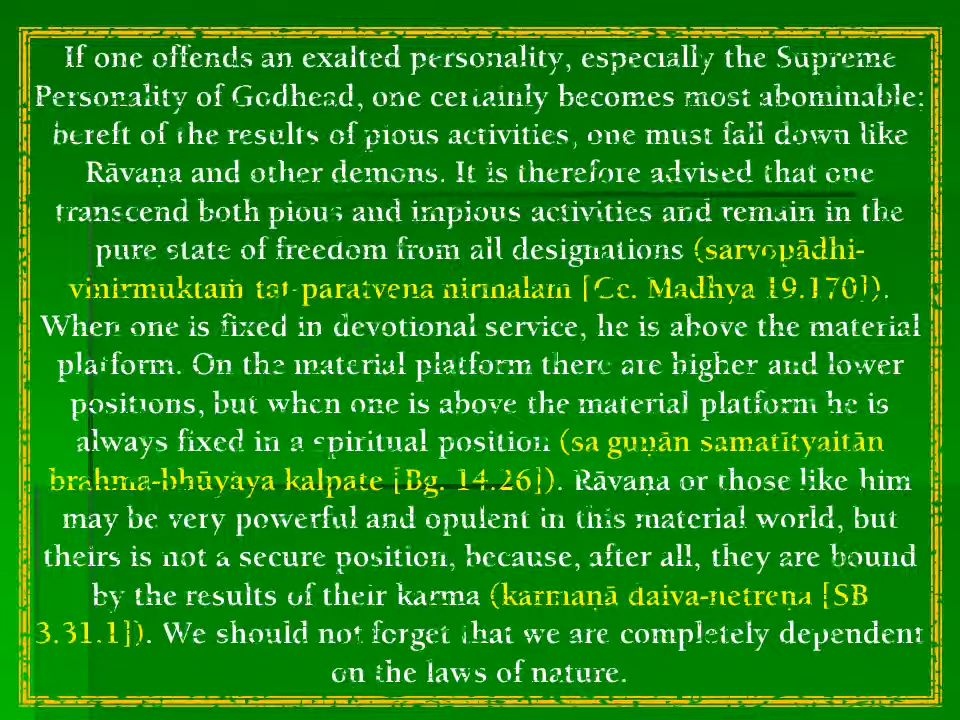 If one offends an exalted personality, especially the Supreme
Personality of Godhead, one certainly becomes most abominable;
bereft of the results of pious activities, one must fall down like
Rāvaṇa and other demons. It is therefore advised that one
transcend both pious and impious activities and remain in the
pure state of freedom from all designations (sarvopādhi-
vinirmuktaṁ tat-paratvena nirmalam [Cc. Madhya 19.170]).
When one is fixed in devotional service, he is above the material
platform. On the material platform there are higher and lower
positions, but when one is above the material platform he is
always fixed in a spiritual position (sa guṇān samatītyaitān
brahma-bhūyāya kalpate [Bg. 14.26]). Rāvaṇa or those like him
may be very powerful and opulent in this material world, but
theirs is not a secure position, because, after all, they are bound
by the results of their karma (karmaṇā daiva-netreṇa [SB
3.31.1]). We should not forget that we are completely dependent
on the laws of nature.